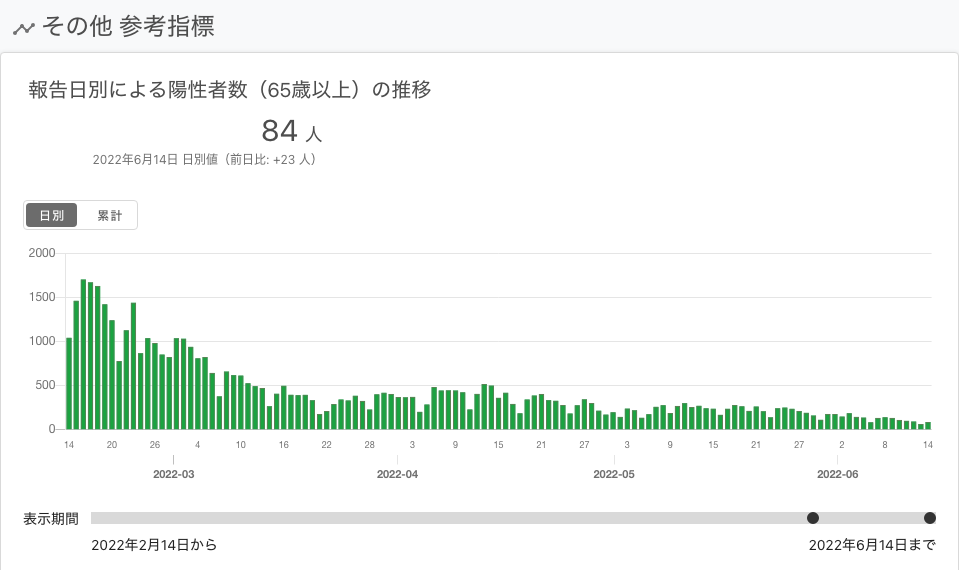 その他 参考指標
報告日別による陽性者数（65歳以上）の推移
84 人
2022年6月14日 日別値（前日比: +23 人）
日別 累計
2000
1500
1000
500
0
14 20 26 4 10 16 22 28 3 9 15 21 27 3 9 15 21 27 2 8 14
2022-03 2022-04 2022-05 2022-06
表示期間
2022年2月14日から 2022年6月14日まで